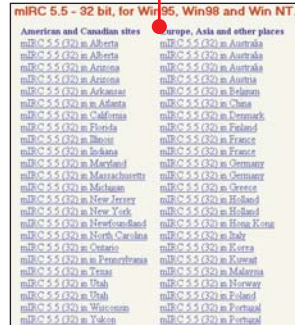 mIRC 5.5 - 32 bit, for Win95, Win98 and Win NT.
American and Canadian sites
mIRC 5.5 (32) in Alberta
mIRC 5.5 (32) in Alberta
mIRC 5.5 (32) in Arizona
mIRC 5.5 (32) in Arizona
mIRC 5.5 (32) in Arkansas
mIRC 5.5 (32) in in Atlanta
mIRC 5.5 (32) in California
mIRC 5.5 (32) in Florida
mIRC 5.5 (32) in Illinois
mIRC 5.5 (32) in Indiana
mIRC 5.5 (32) in Maryland
mIRC 5.5 (32) in Massachusetts
mIRC 5.5 (32) in Michigan
mIRC 5.5 (32) in New Jersey
mIRC 5.5 (32) in New York
mIRC 5.5 (32) in Newfoundland
mIRC 5.5 (32) in North Carolina
mIRC 5.5 (32) in Ontario
mIRC 5.5 (32) in in Pennsylvania
mIRC 5.5 (32) in Texas
mIRC 5.5 (32) in Utah
mIRC 5.5 (32) in Utah
mIRC 5.5 (32) in Wisconsin
mIRC 5.5 (32) in Yukon
Europe, Asia and other places
mIRC 5.5 (32) in Australia
mIRC 5.5 (32) in Australia
mIRC 5.5 (32) in Australia
mIRC 5.5 (32) in Austria
mIRC 5.5 (32) in Belgium
mIRC 5.5 (32) in China
mIRC 5.5 (32) in Denmark
mIRC 5.5 (32) in Finland
mIRC 5.5 (32) in France
mIRC 5.5 (32) in France
mIRC 5.5 (32) in Germany
mIRC 5.5 (32) in Germany
mIRC 5.5 (32) in Greece
mIRC 5.5 (32) in Holland
mIRC 5.5 (32) in Holland
mIRC 5.5 (32) in Hong Kong
mIRC 5.5 (32) in Italy
mIRC 5.5 (32) in Korea
mIRC 5.5 (32) in Kuwait
mIRC 5.5 (32) in Malaysia
mIRC 5.5 (32) in Norway
mIRC 5.5 (32) in Poland
mIRC 5.5 (32) in Portugal
mIRC 5.5 (32) in Portugal